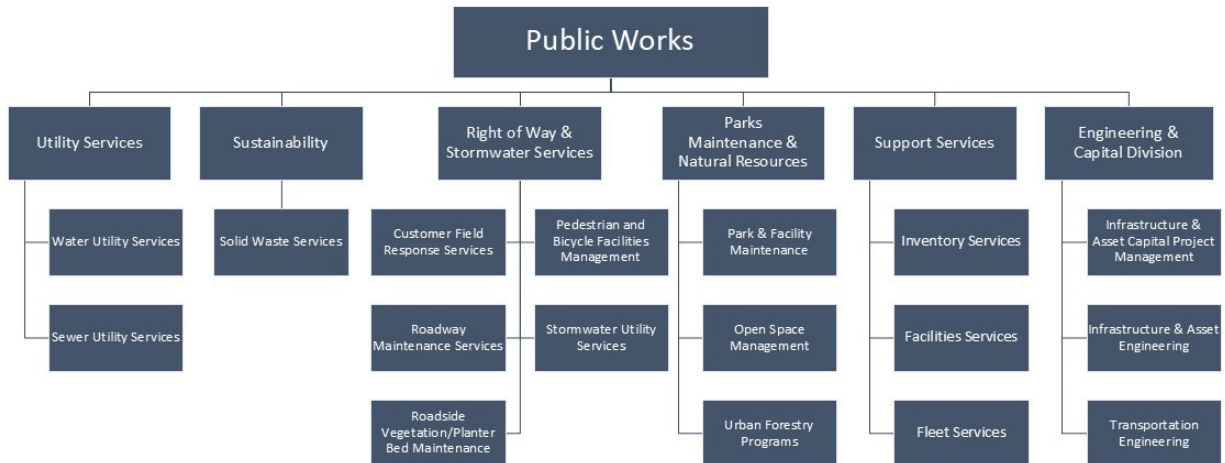 Public Works
Utility Services
Sustainability
Right of Way &
Stormwater Services
Parks
Maintenance &
Natural Resources
Support Services
Engineering &
Capital Division
Water Utility Services
Sewer Utility Services
Solid Waste Services
Customer Field
Response Services
Pedestrian and
Bicycle Facilities
Management
Roadway
Maintenance Services
Stormwater Utility
Services
Roadside
Vegetation/Planter
Bed Maintenance
Park & Facility
Maintenance
Open Space
Management
Urban Forestry
Programs
Inventory Services
Facilities Services
Fleet Services
Infrastructure &
Asset Capital Project
Management
Infrastructure & Asset
Engineering
Transportation
Engineering